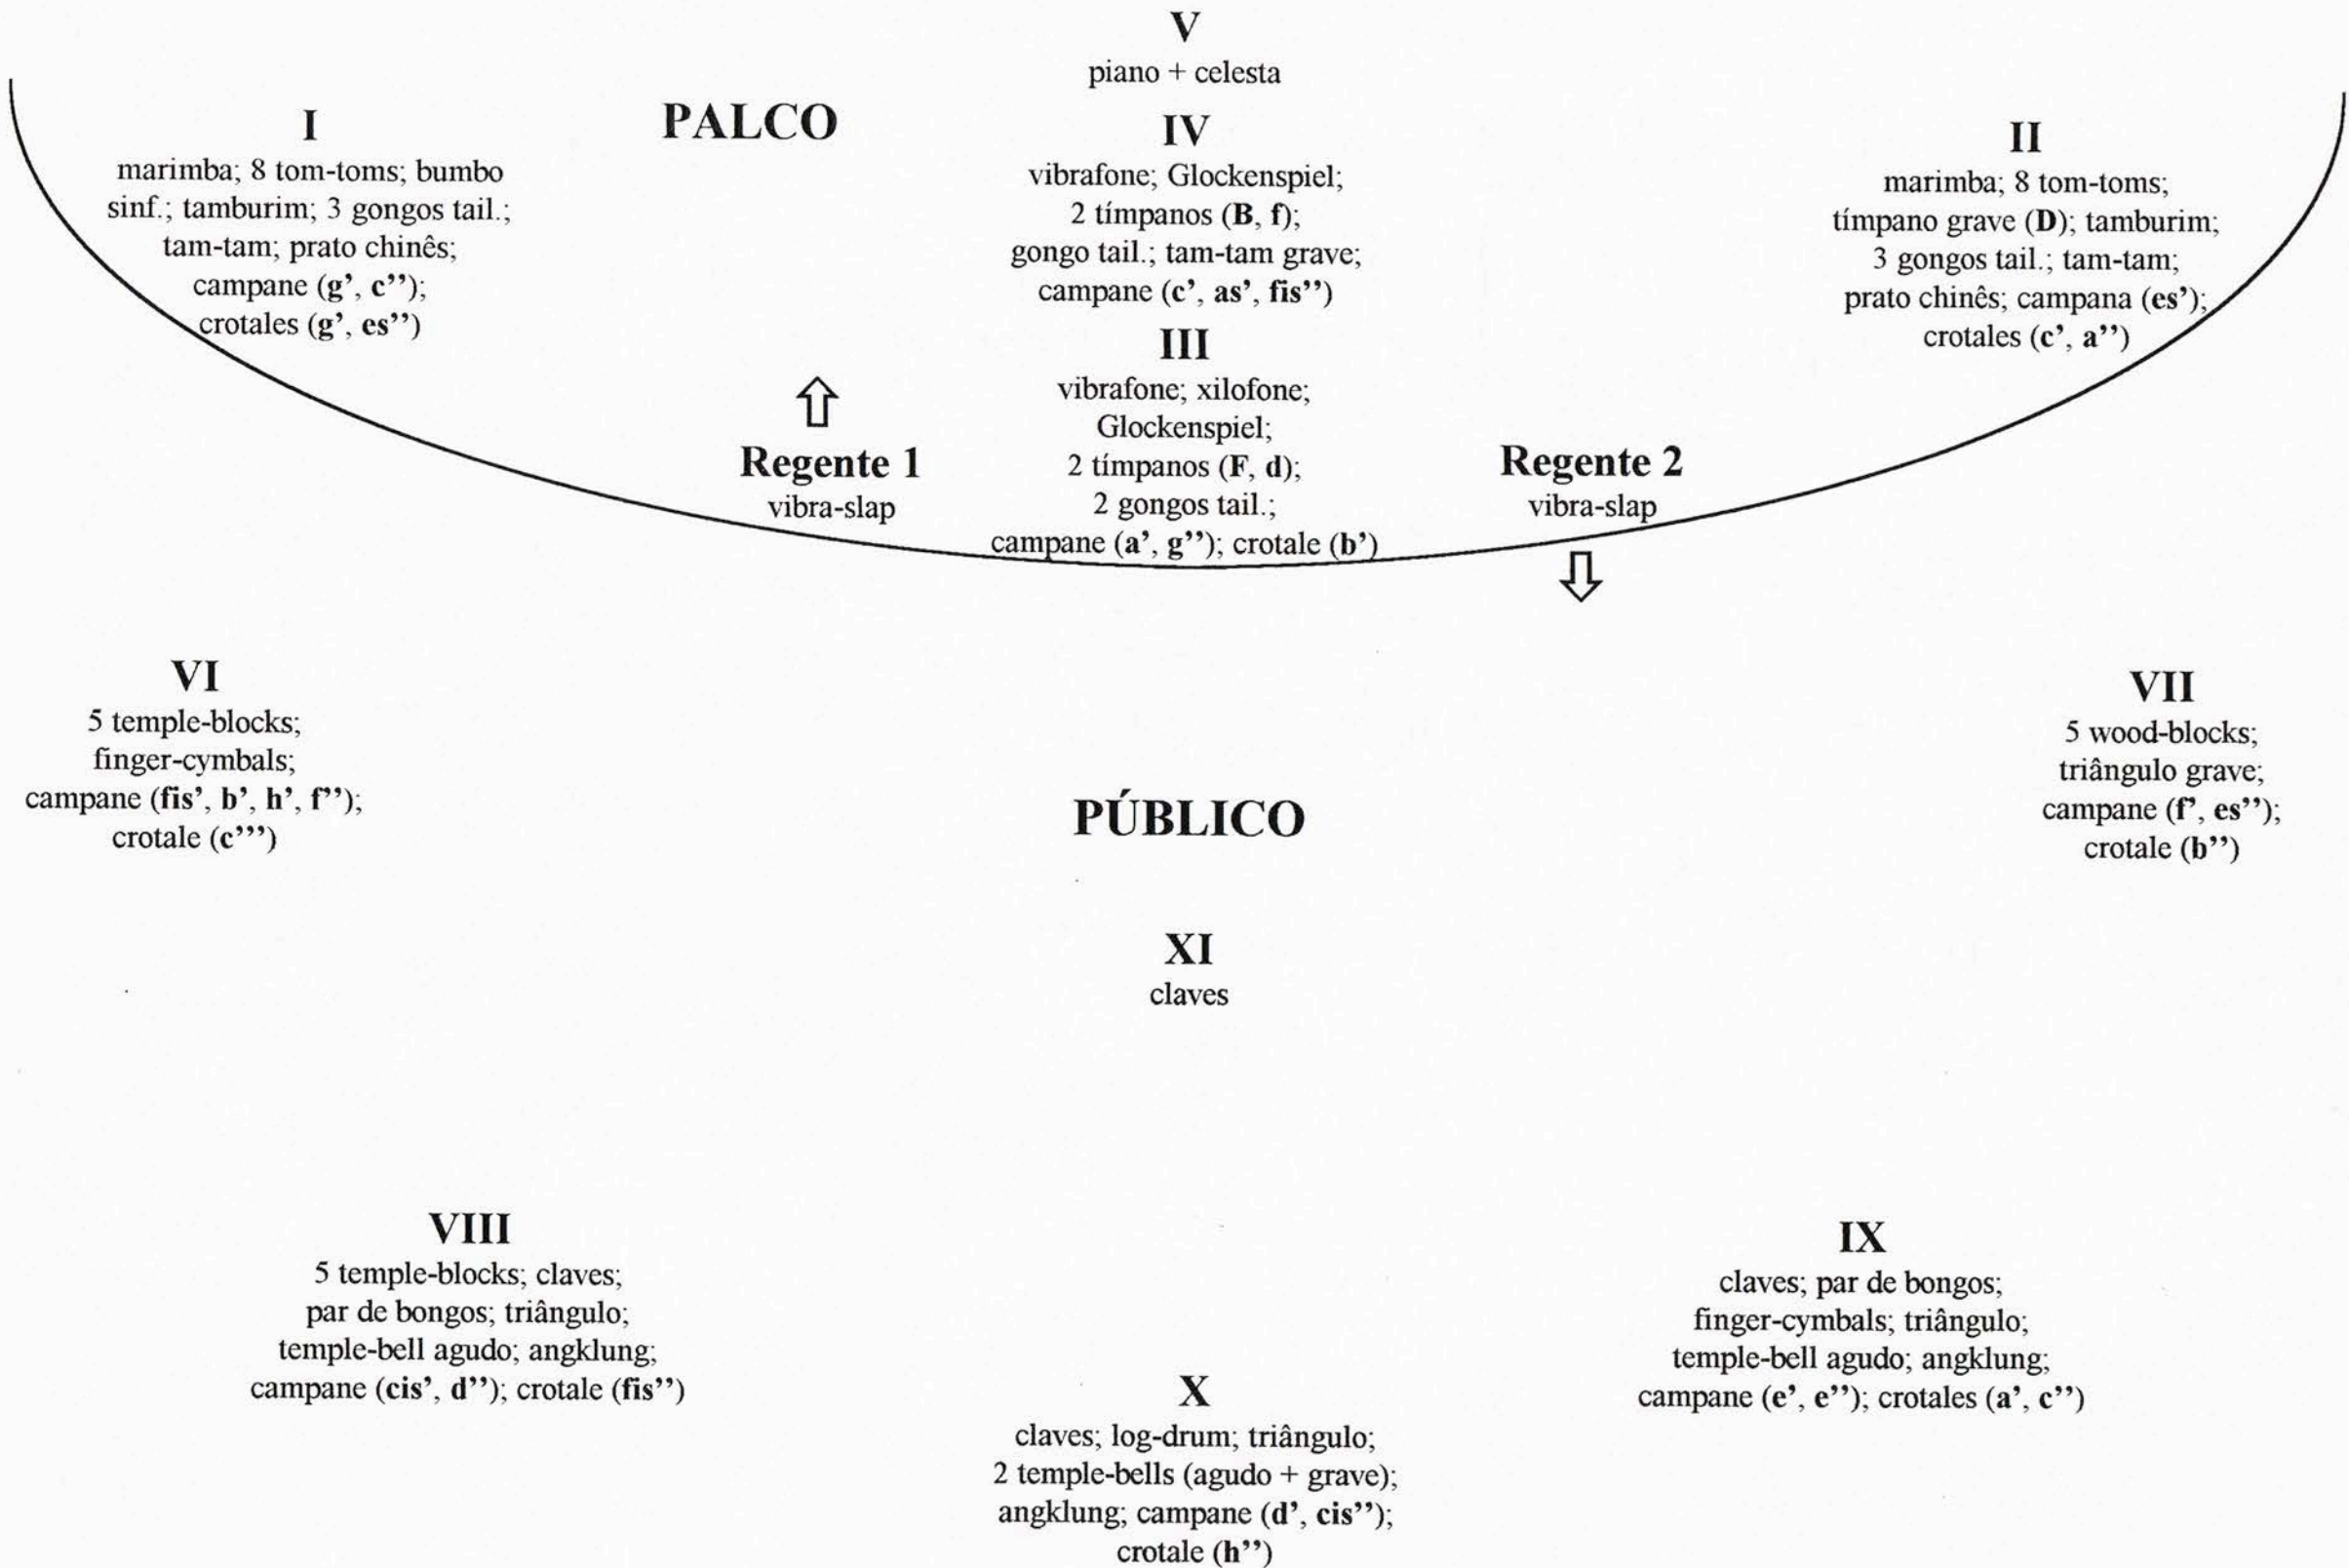 V
piano + celesta
PALCO
I
marimba; 8 tom-toms; bumbo
sinf.; tamburim; 3 gongos tail.;
tam-tam; prato chinês;
campane (g’, c’’);
crotales (g’, es’’)
IV
vibrafone; Glockenspiel;
2 tímpanos (B, f);
gongo tail.; tam-tam grave;
campane (c’, as’, fis’’)
II
marimba; 8 tom-toms;
tímpano grave (D); tamburim;
3 gongos tail.; tam-tam;
prato chinês; campana (es’);
crotales (c’, a’’)
III
vibrafone; xilofone;
Glockenspiel;
2 tímpanos (F, d);
2 gongos tail.;
campane (a’, g’’); crotale (b’)
Regente 1
vibra-slap
Regente 2
vibra-slap
VI
5 temple-blocks;
finger-cymbals;
campane (fis’, b’, h’, f’’);
crotale (c’’’)
VII
5 wood-blocks;
triângulo grave;
campane (f’, es’’);
crotale (b’’)
PÚBLICO
XI
claves
VIII
5 temple-blocks; claves;
par de bongos; triângulo;
temple-bell agudo; angklung;
campane (cis’, d’’); crotale (fis’’)
IX
claves; par de bongos;
finger-cymbals; triângulo;
temple-bell agudo; angklung;
campane (e’, e’’); crotales (a’, c’’)
X
claves; log-drum; triângulo;
2 temple-bells (agudo + grave);
angklung; campane (d’, cis’’);
crotale (h’’)